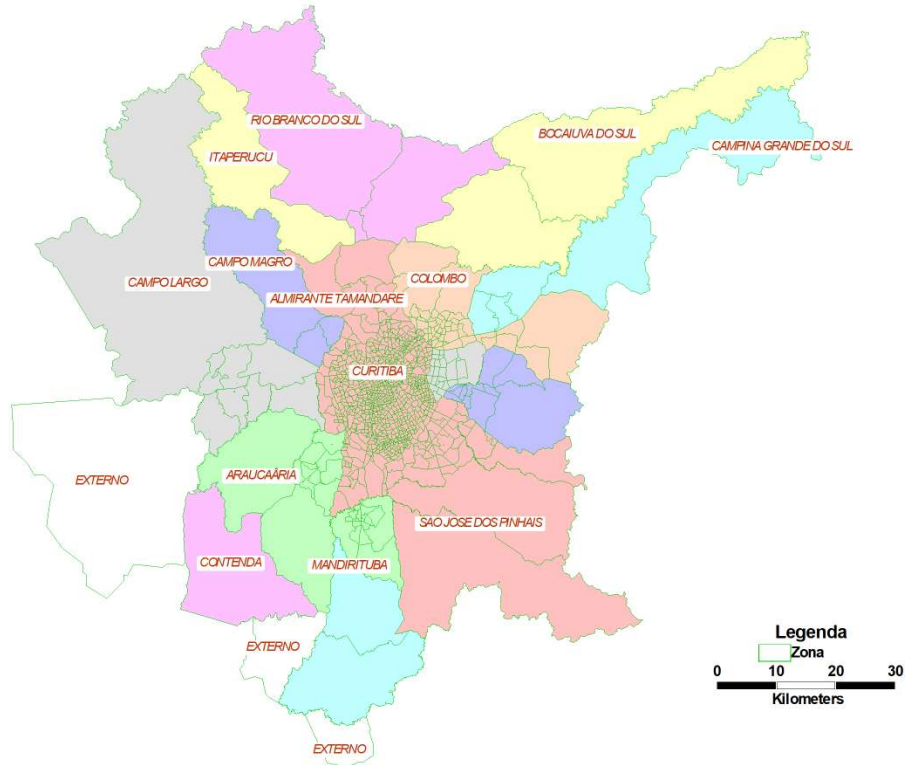 RIO BRANCO DO SUL
BOCAIUVA DO SUL
CAMPINA GRANDE DO SUL
ITAPERUCU
CAMPO MAGRO
CAMPO LARGO
COLOMBO
ALMIRANTE TAMANDARE
CURITIBA
EXTERNO
ARAUCAÂRIA
SAO JOSE DOS PINHAIS
CONTENDA
MANDIRITUBA
EXTERNO
EXTERNO
Legenda
Zona
0 10 20 30
Kilometers